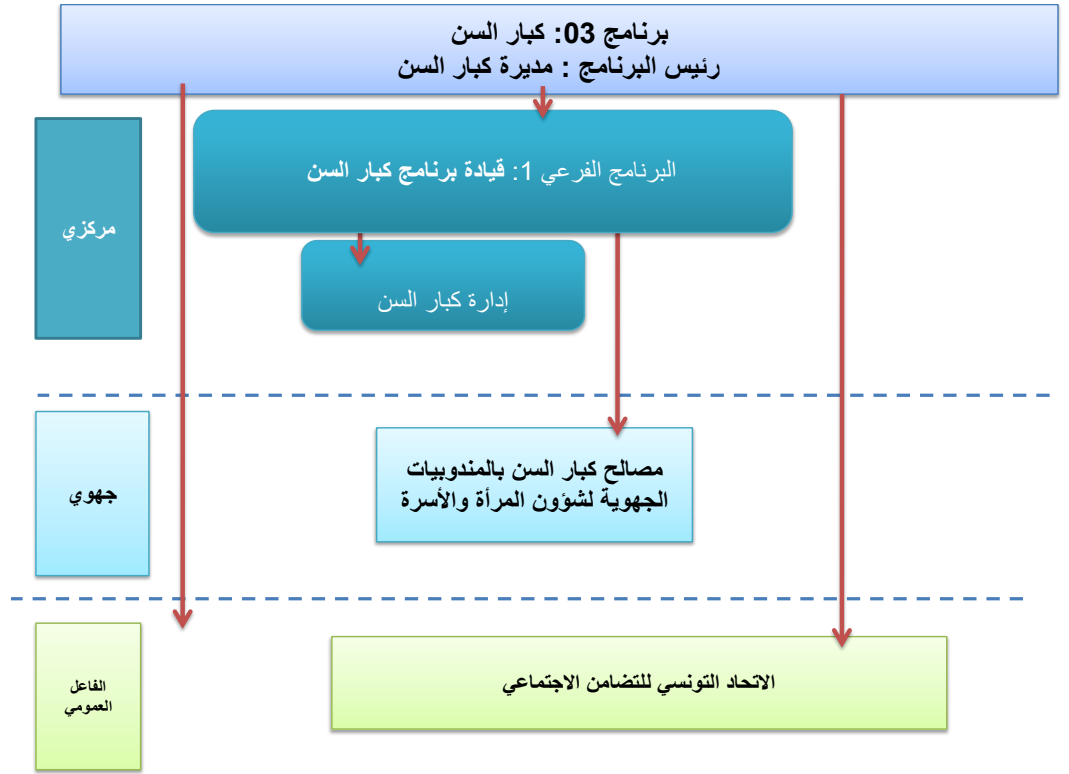 برنامج 03: كبار السن
رئيس البرنامج : مديرة كبار السن
البرنامج الفرعي 1: قيادة برنامج كبار السن
مركزي
إدارة كبار السن
مصالح كبار السن بالمندوبيات
الجهوية لشؤون المرأة والأسرة
جهوي
الاتحاد التونسي للتضامن الاجتماعي
الفاعل
العمومي